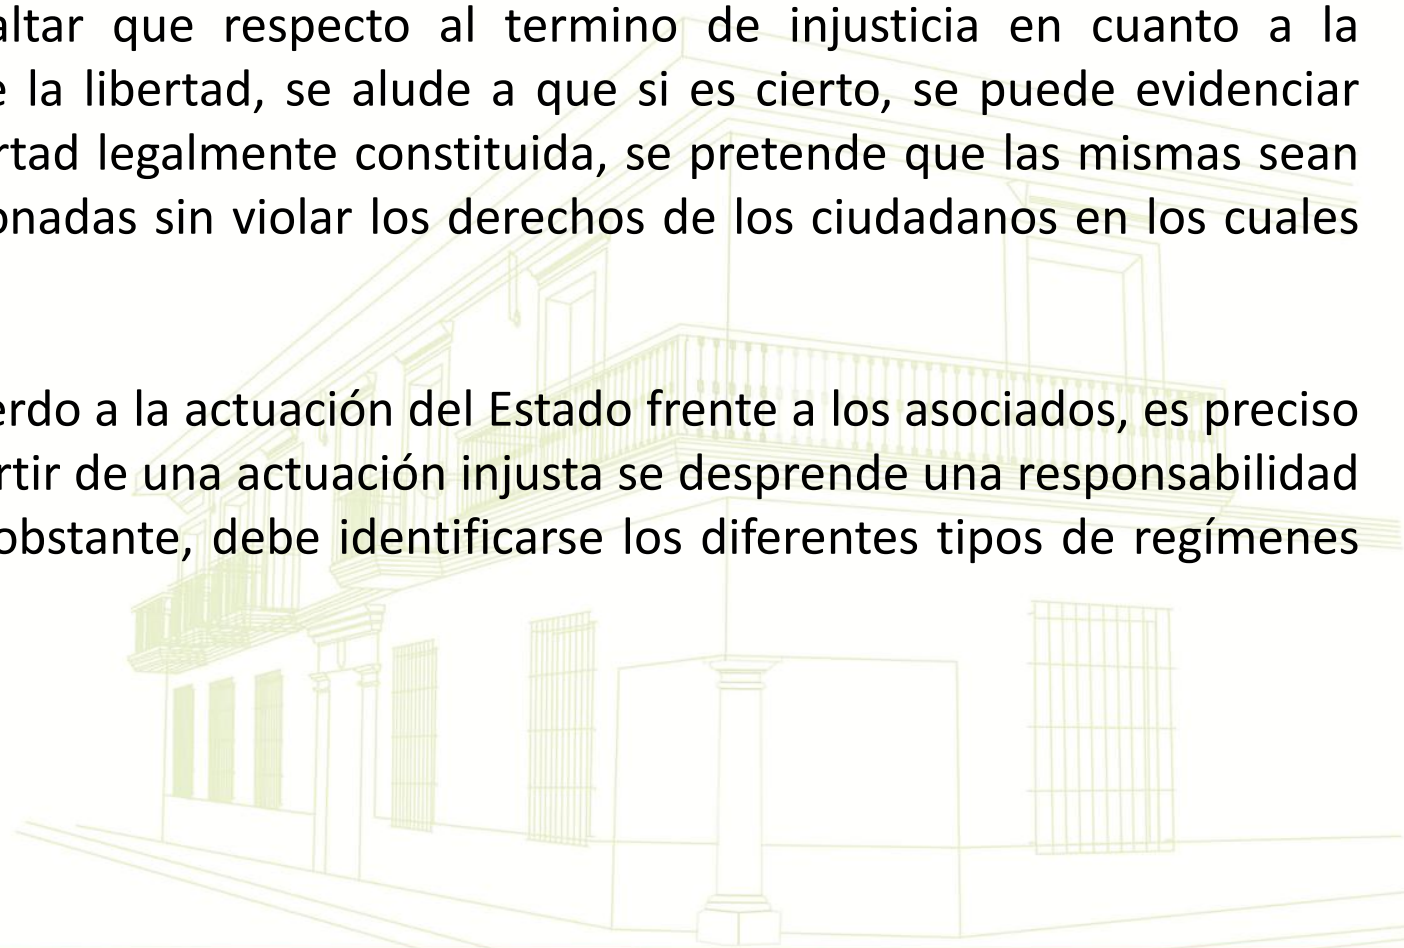 altar que respecto al termino de injusticia en cuanto a la
e la libertad, se alude a que si es cierto, se puede evidenciar
rtad legalmente constituida, se pretende que las mismas sean
onadas sin violar los derechos de los ciudadanos en los cuales
erdo a la actuación del Estado frente a los asociados, es preciso
rtir de una actuación injusta se desprende una responsabilidad
obstante, debe identificarse los diferentes tipos de regímenes